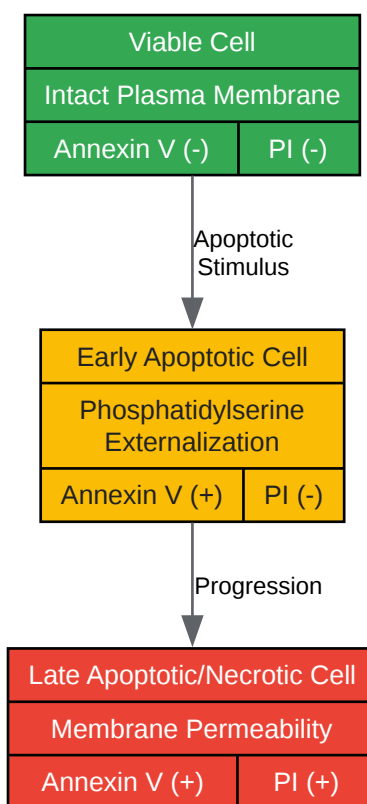 Viable Cell
Intact Plasma Membrane
Annexin V (-) PI (-)
Apoptotic
Stimulus
Early Apoptotic Cell
Phosphatidylserine
Externalization
Annexin V (+) PI (-)
Progression
Late Apoptotic/Necrotic Cell
Membrane Permeability
Annexin V (+) PI (+)